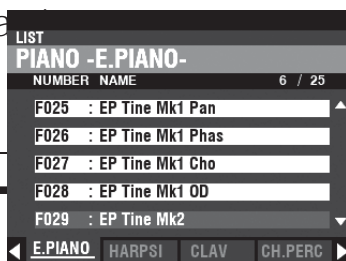 LIST
PIANO -E.PIANO-
NUMBER NAME 6 / 25
F025 : EP Tine Mk1 Pan
F026 : EP Tine Mk1 Phas
F027 : EP Tine Mk1 Cho
F028 : EP Tine Mk1 OD
F029 : EP Tine Mk2
E.PIANO HARPSI CLAV CH.PERC